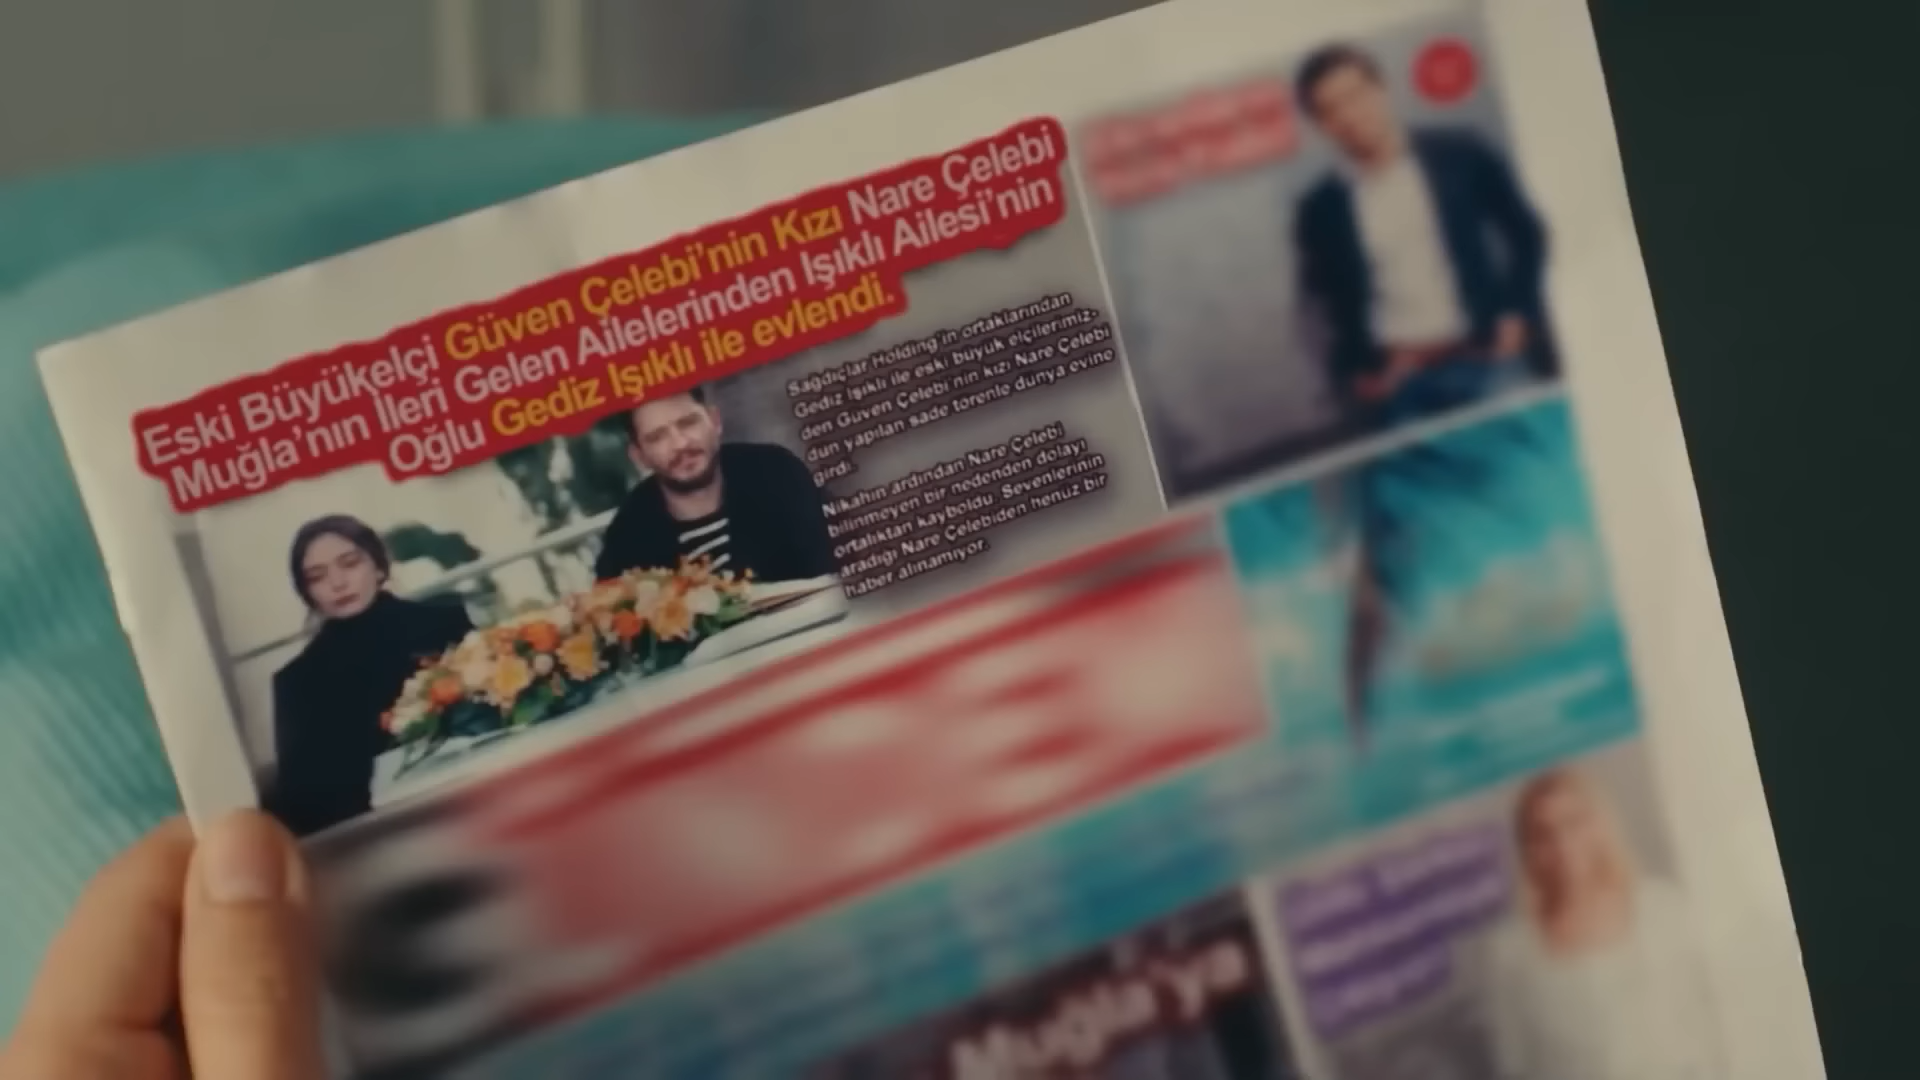 Eski Büyükelçi Güven Çelebi'nin Kızı Nare Çelebi
Muğla'nın İleri Gelen Ailelerinden Işıklı Ailesi'nin
Oğlu Gediz Işıklı ile evlendi.
Sağdıçlar Holding'in ortaklarından
Gediz Işıklı ile eski büyük elçilerimiz,
den Güven Çelebi'nin kızı Nare Çelebi
dün yapılan sade törenle dünya evine
girdi.
Nikahın ardından Nare Çelebi
bilinmeyen bir nedenden dolayı
ortalıktan kayboldu. Sevenlerinin
aradığı Nare Çelebiden henüz bir
haber alınamıyor.
Muğla'ya